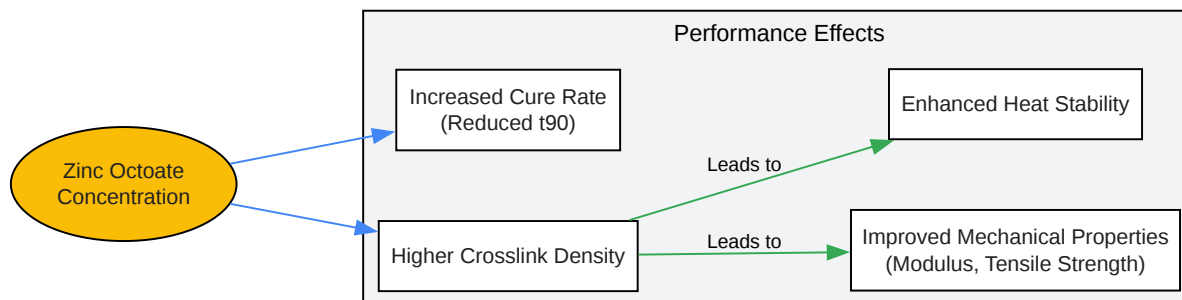 Performance Effects
Zinc Octoate
Concentration
Increased Cure Rate
(Reduced t90)
Higher Crosslink Density
Leads to
Enhanced Heat Stability
Leads to
Improved Mechanical Properties
(Modulus, Tensile Strength)